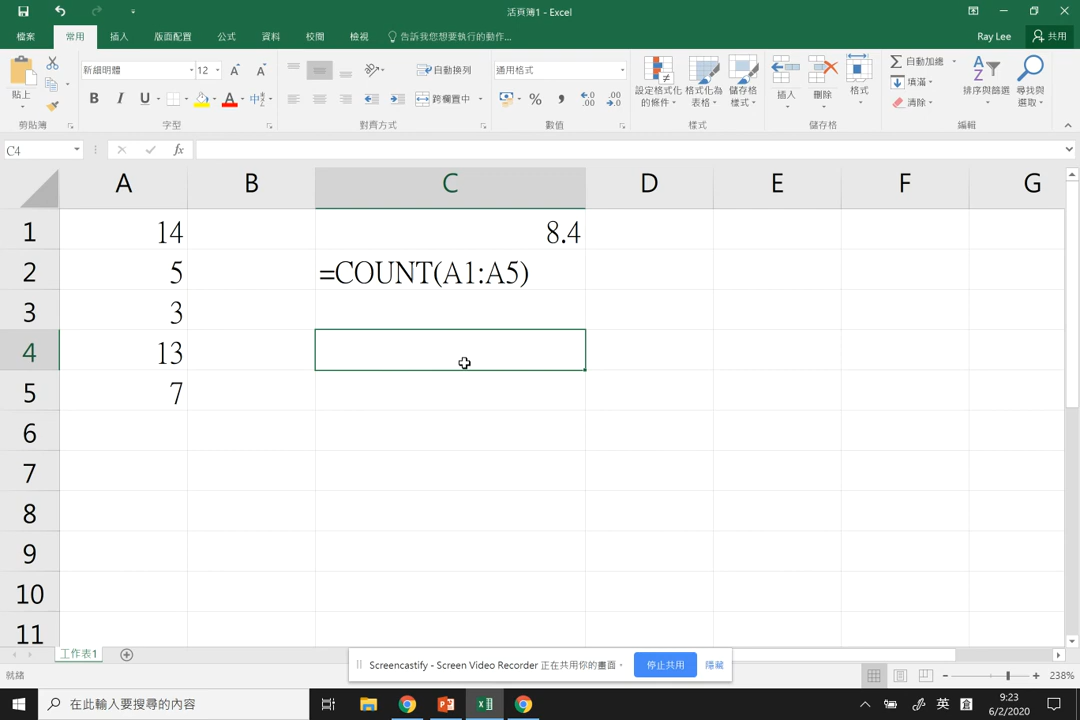 活頁簿1 - Excel
檔案 常用 插入 版面配置 公式 資料 校閱 檢視 告訴我您想要執行的動作... Ray Lee 共用
貼上
新細明體 12
B I U A 中
自動換列
跨欄置中
通用格式
% ,
設定格式化的條件 格式化為表格 儲存格樣式
插入 刪除 格式
自動加總
填滿
清除
排序與篩選 尋找與選取
剪貼簿 字型 對齊方式 數值 樣式 儲存格 編輯
C4 fx
A B C D E F G
1 14 8.4
2 5 =COUNT(A1:A5)
3 3
4 13
5 7
6
7
8
9
10
11
工作表1
Screencastify - Screen Video Recorder 正在共用你的畫面。 停止共用 隱藏
就緒 238%
在此輸入要搜尋的內容
英
9:23
6/2/2020